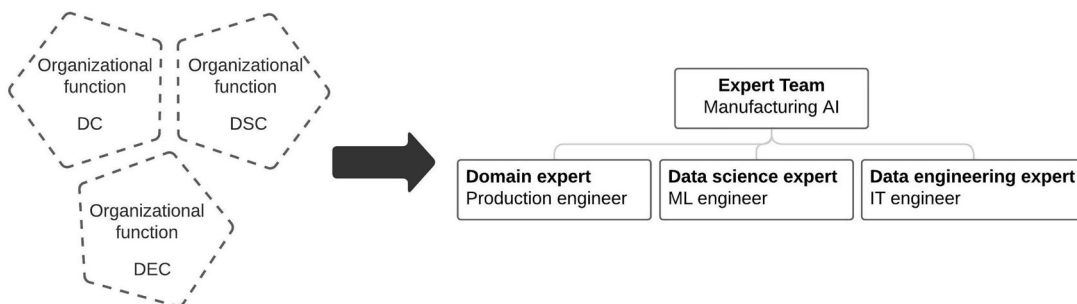 Organizational
function
DC
Organizational
function
DSC
Organizational
function
DEC
Expert Team
Manufacturing AI
Domain expert
Production engineer
Data science expert
ML engineer
Data engineering expert
IT engineer